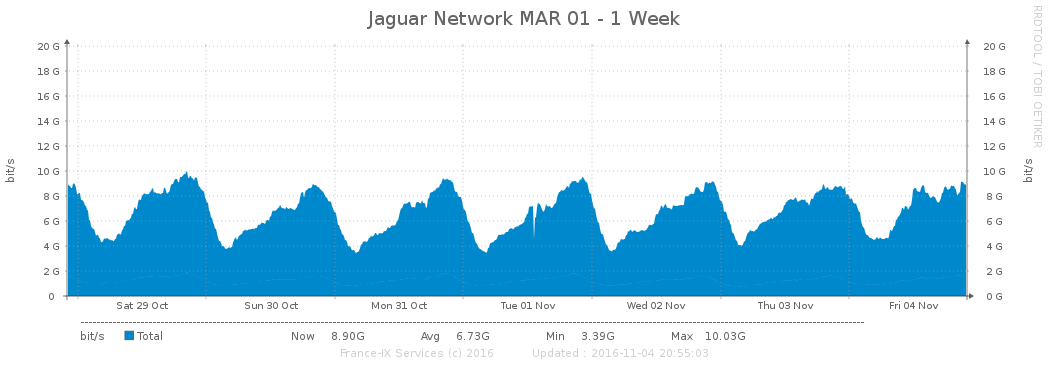 Jaguar Network MAR 01 - 1 Week
RRDTOOL / TOBI OETIKER
bit/s
bit/s
20 G 20 G
18 G 18 G
16 G 16 G
14 G 14 G
12 G 12 G
10 G 10 G
8 G 8 G
6 G 6 G
4 G 4 G
2 G 2 G
0 0 G
Sat 29 Oct Sun 30 Oct Mon 31 Oct Tue 01 Nov Wed 02 Nov Thu 03 Nov Fri 04 Nov
bit/s Total Now 8.90G Avg 6.73G Min 3.39G Max 10.03G
France-IX Services (c) 2016 Updated : 2016-11-04 20:55:03